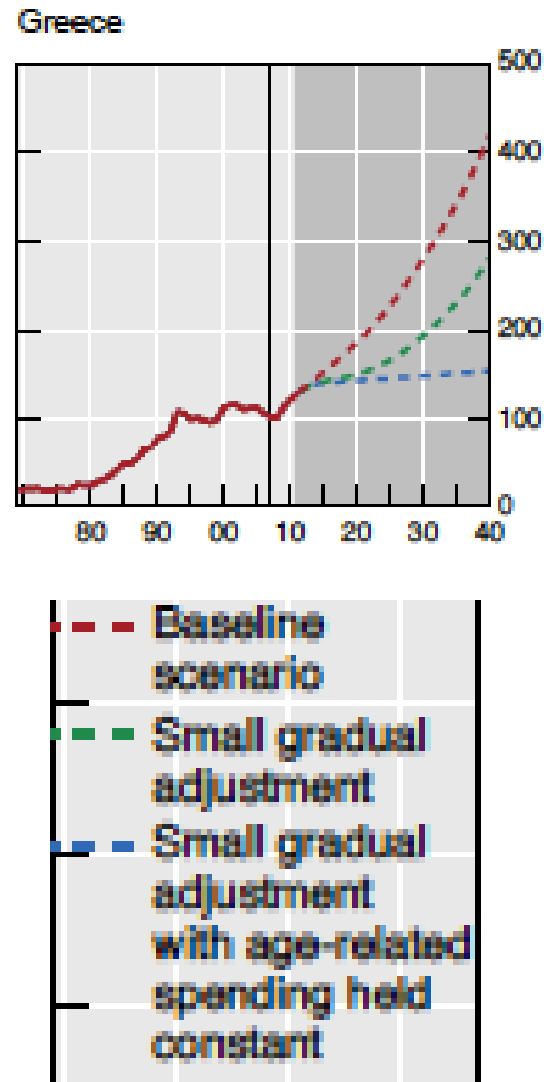 Greece
500
400
300
200
100
0
80 90 00 10 20 30 40
Baseline
scenario
Small gradual
adjustment
Small gradual
adjustment
with age-related
spending held
constant